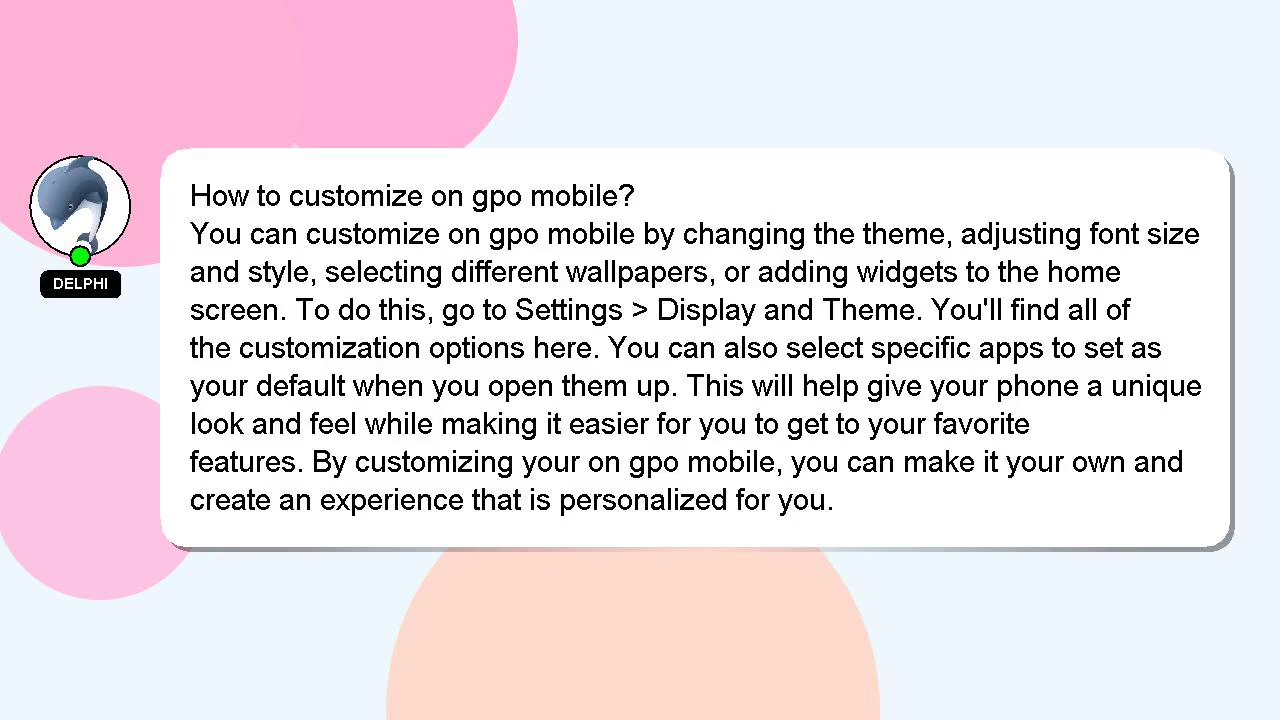 How to customize on gpo mobile?
You can customize on gpo mobile by changing the theme, adjusting font size
and style, selecting different wallpapers, or adding widgets to the home
screen. To do this, go to Settings > Display and Theme. You'll find all of
the customization options here. You can also select specific apps to set as
your default when you open them up. This will help give your phone a unique
look and feel while making it easier for you to get to your favorite
features. By customizing your on gpo mobile, you can make it your own and
create an experience that is personalized for you.
DELPHI